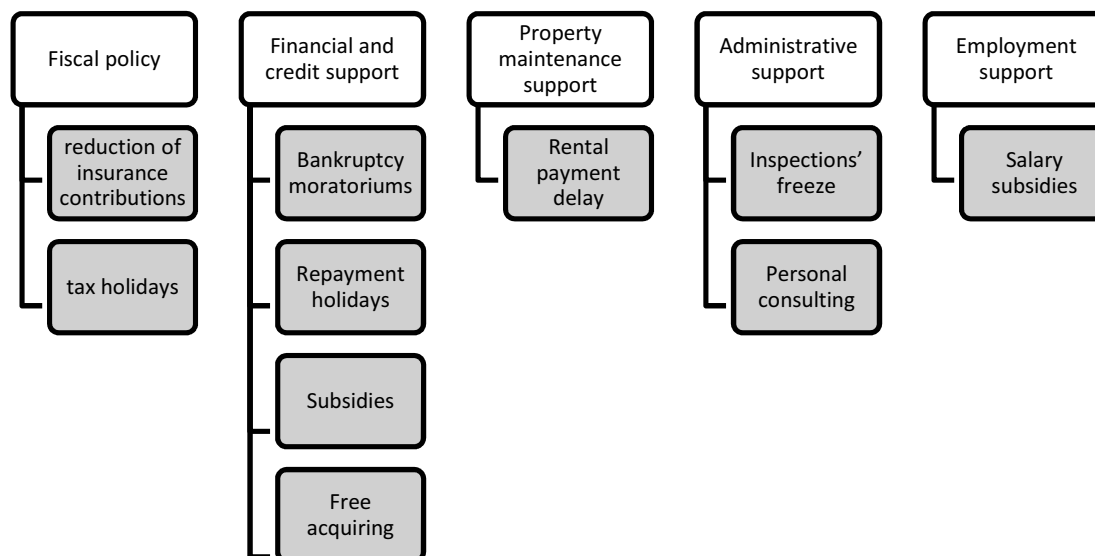 Fiscal policy
reduction of
insurance
contributions
tax holidays
Financial and
credit support
Bankruptcy
moratoriums
Repayment
holidays
Subsidies
Free
acquiring
Property
maintenance
support
Rental
payment
delay
Administrative
support
Inspections’
freeze
Personal
consulting
Employment
support
Salary
subsidies